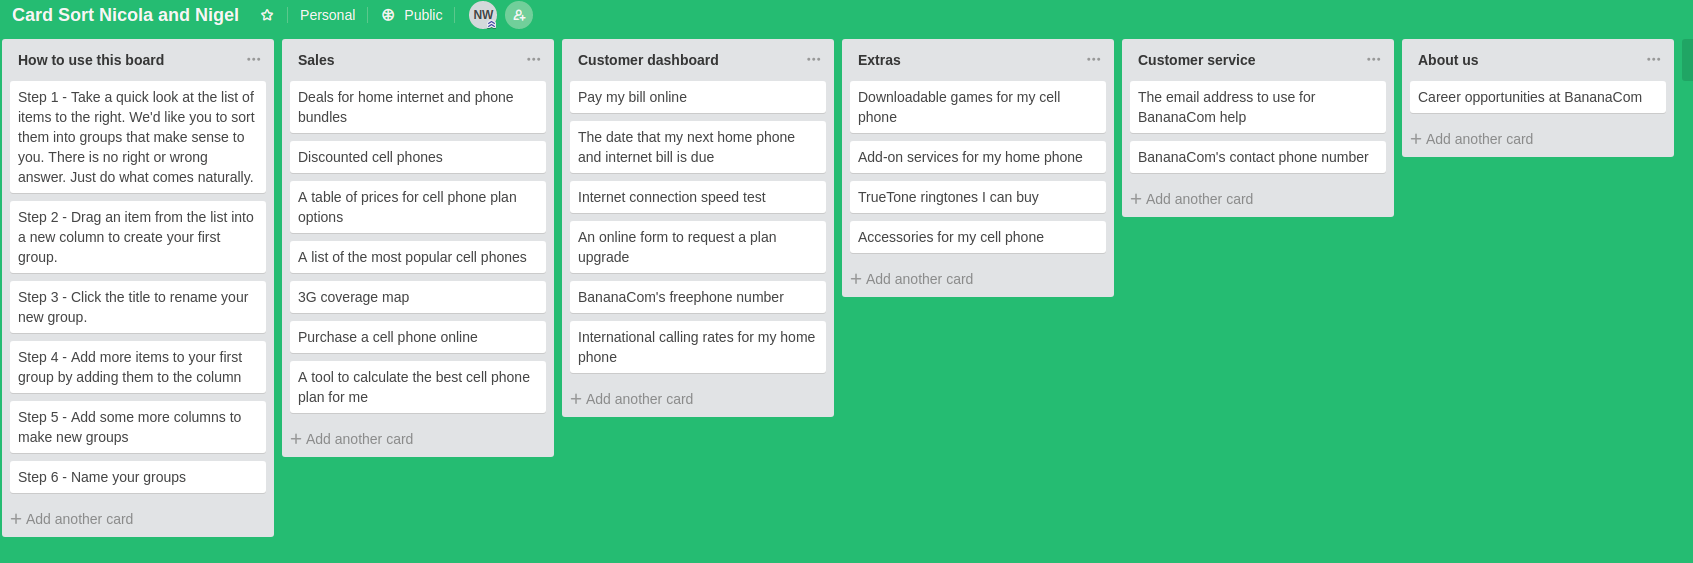 Card Sort Nicola and Nigel
Personal
Public
NW
How to use this board
Step 1 - Take a quick look at the list of
items to the right. We'd like you to sort
them into groups that make sense to
you. There is no right or wrong
answer. Just do what comes naturally.
Step 2 - Drag an item from the list into
a new column to create your first
group.
Step 3 - Click the title to rename your
new group.
Step 4 - Add more items to your first
group by adding them to the column
Step 5 - Add some more columns to
make new groups
Step 6 - Name your groups
Add another card
Sales
Deals for home internet and phone
bundles
Discounted cell phones
A table of prices for cell phone plan
options
A list of the most popular cell phones
3G coverage map
Purchase a cell phone online
A tool to calculate the best cell phone
plan for me
Add another card
Customer dashboard
Pay my bill online
The date that my next home phone
and internet bill is due
Internet connection speed test
An online form to request a plan
upgrade
BananaCom's freephone number
International calling rates for my home
phone
Add another card
Extras
Downloadable games for my cell
phone
Add-on services for my home phone
TrueTone ringtones I can buy
Accessories for my cell phone
Add another card
Customer service
The email address to use for
BananaCom help
BananaCom's contact phone number
Add another card
About us
Career opportunities at BananaCom
Add another card